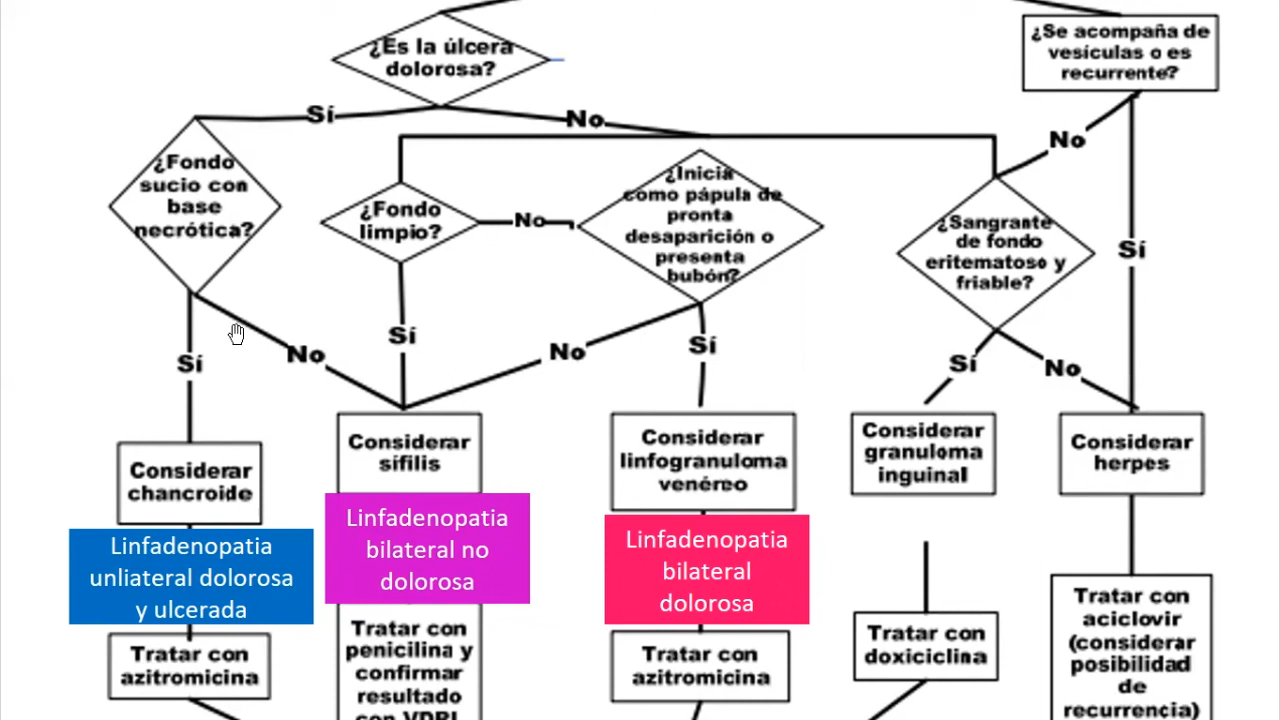 ¿Es la úlcera
dolorosa?
¿Se acompaña de
vesículas o es
recurrente?
Sí
No
No
¿Fondo
sucio con
base
necrótica?
¿Fondo
limpio?
No
¿Inicia
como pápula de
pronta
desaparición o
presenta
bubón?
¿Sangrante
de fondo
eritematoso y
friable?
Sí
Sí
No
Sí
No
Sí
Sí
No
Considerar
chancroide
Considerar
sífilis
Considerar
linfogranuloma
venéreo
Considerar
granuloma
inguinal
Considerar
herpes
Linfadenopatia
unliateral dolorosa
y ulcerada
Linfadenopatia
bilateral no
dolorosa
Linfadenopatia
bilateral
dolorosa
Tratar con
azitromicina
Tratar con
penicilina y
confirmar
resultado
con VDRL
Tratar con
azitromicina
Tratar con
doxiciclina
Tratar con
aciclovir
(considerar
posibilidad
de
recurrencia)